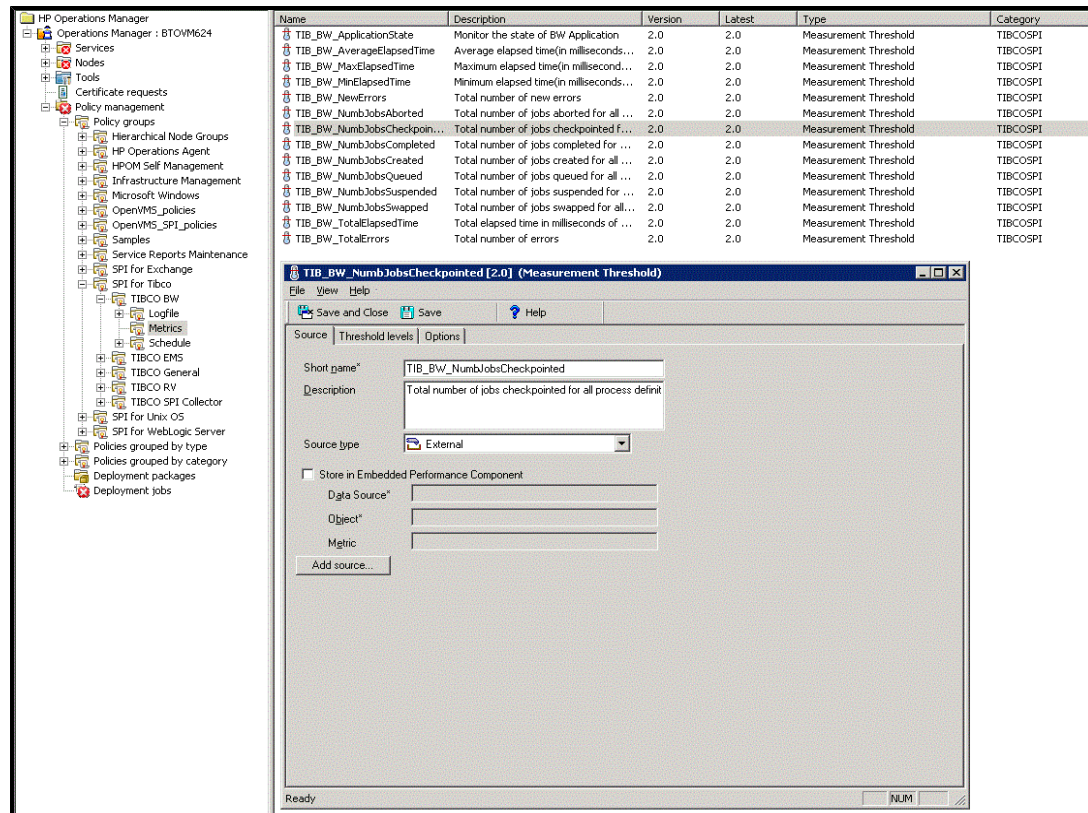 HP Operations Manager
Operations Manager : BTOVM624
Services
Nodes
Tools
Certificate requests
Policy management
Policy groups
Hierarchical Node Groups
HP Operations Agent
HPOM Self Management
Infrastructure Management
Microsoft Windows
OpenVMS_policies
OpenVMS_SPI_policies
Samples
Service Reports Maintenance
SPI for Exchange
SPI for Tibco
TIBCO BW
Logfile
Metrics
Schedule
TIBCO EMS
TIBCO General
TIBCO RV
TIBCO SPI Collector
SPI for Unix OS
SPI for WebLogic Server
Policies grouped by type
Policies grouped by category
Deployment packages
Deployment jobs
Name Description Version Latest Type Category
TIB_BW_ApplicationState Monitor the state of BW Application 2.0 2.0 Measurement Threshold TIBCOSPI
TIB_BW_AverageElapsedTime Average elapsed time(in milliseconds... 2.0 2.0 Measurement Threshold TIBCOSPI
TIB_BW_MaxElapsedTime Maximum elapsed time(in millisecond... 2.0 2.0 Measurement Threshold TIBCOSPI
TIB_BW_MinElapsedTime Minimum elapsed time(in milliseconds... 2.0 2.0 Measurement Threshold TIBCOSPI
TIB_BW_NewErrors Total number of new errors 2.0 2.0 Measurement Threshold TIBCOSPI
TIB_BW_NumbJobsAborted Total number of jobs aborted for all ... 2.0 2.0 Measurement Threshold TIBCOSPI
TIB_BW_NumbJobsCheckpoin... Total number of jobs checkpointed f... 2.0 2.0 Measurement Threshold TIBCOSPI
TIB_BW_NumbJobsCompleted Total number of jobs completed for ... 2.0 2.0 Measurement Threshold TIBCOSPI
TIB_BW_NumbJobsCreated Total number of jobs created for all ... 2.0 2.0 Measurement Threshold TIBCOSPI
TIB_BW_NumbJobsQueued Total number of jobs queued for all ... 2.0 2.0 Measurement Threshold TIBCOSPI
TIB_BW_NumbJobsSuspended Total number of jobs suspended for ... 2.0 2.0 Measurement Threshold TIBCOSPI
TIB_BW_NumbJobsSwapped Total number of jobs swapped for all... 2.0 2.0 Measurement Threshold TIBCOSPI
TIB_BW_TotalElapsedTime Total elapsed time in milliseconds of ... 2.0 2.0 Measurement Threshold TIBCOSPI
TIB_BW_TotalErrors Total number of errors 2.0 2.0 Measurement Threshold TIBCOSPI
TIB_BW_NumbJobsCheckpointed [2.0] (Measurement Threshold)
File View Help
Save and Close Save Help
Source Threshold levels Options
Short name* TIB_BW_NumbJobsCheckpointed
Description Total number of jobs checkpointed for all process definit
Source type External
Store in Embedded Performance Component
Data Source*
Object*
Metric
Add source...
Ready NUM